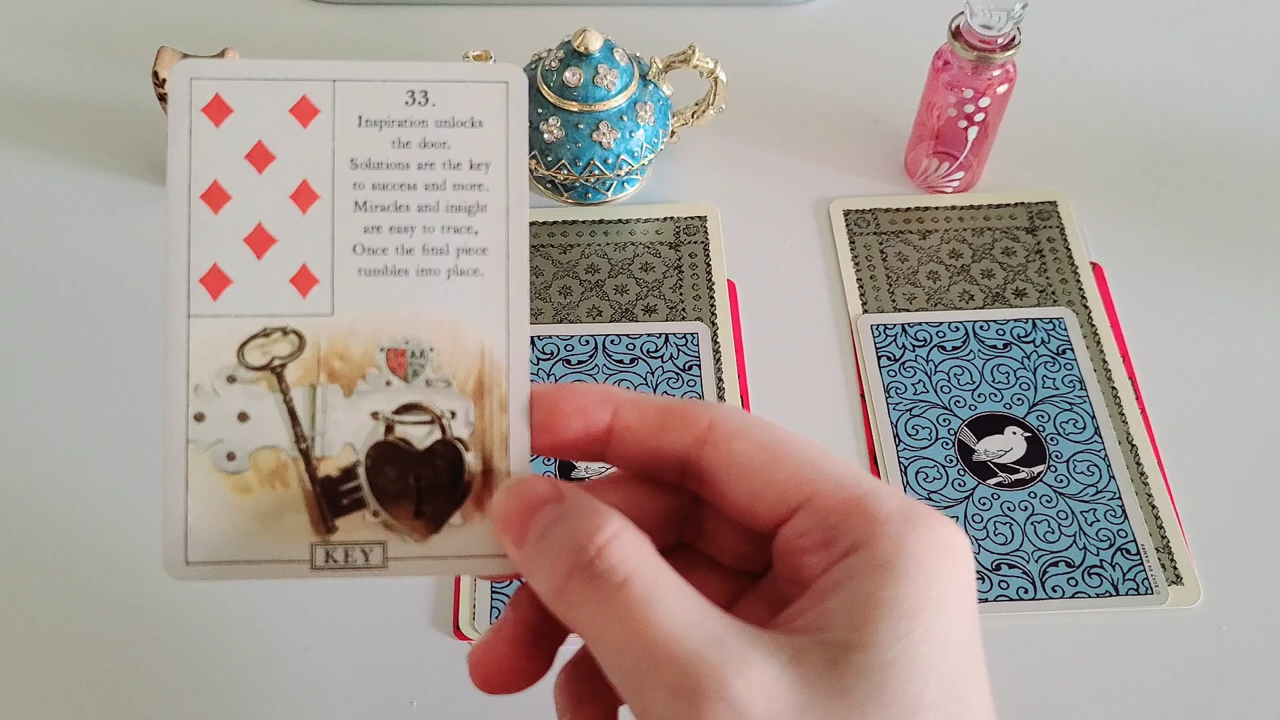 33.
Inspiration unlocks
the door.
Solutions are the key
to success and more.
Miracles and insight
are easy to trace,
Once the final piece
tumbles into place.
KEY